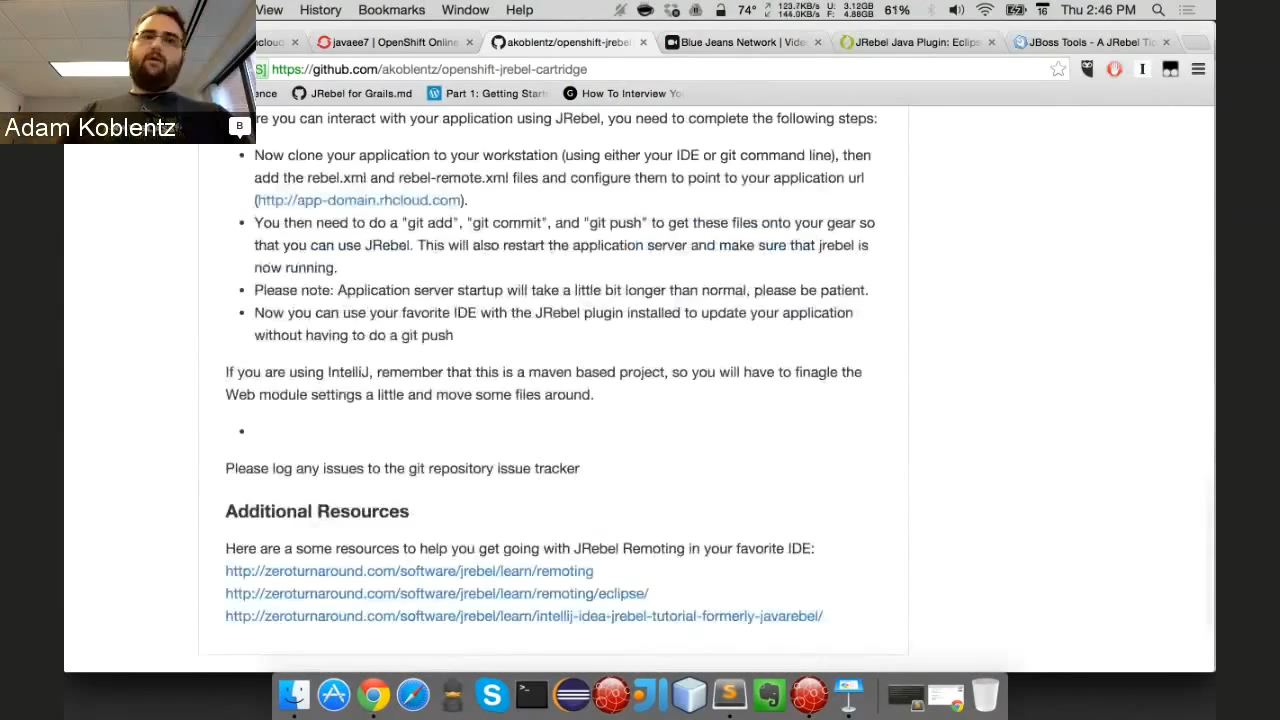 View History Bookmarks Window Help 74° 123.7KB/s 144.0KB/s U: 3.12GB F: 4.88GB 61% 16 Thu 2:46 PM
javaee7 | OpenShift Online akoblentz/openshift-jrebel Blue Jeans Network | Vide JRebel Java Plugin: Eclips JBoss Tools - A JRebel Tic
https://github.com/akoblentz/openshift-jrebel-cartridge
JRebel for Grails.md Part 1: Getting Start How To Interview Yo
Adam Koblentz B
re you can interact with your application using JRebel, you need to complete the following steps:
• Now clone your application to your workstation (using either your IDE or git command line), then
add the rebel.xml and rebel-remote.xml files and configure them to point to your application url
(http://app-domain.rhcloud.com).
• You then need to do a "git add", "git commit", and "git push" to get these files onto your gear so
that you can use JRebel. This will also restart the application server and make sure that jrebel is
now running.
• Please note: Application server startup will take a little bit longer than normal, please be patient.
• Now you can use your favorite IDE with the JRebel plugin installed to update your application
without having to do a git push
If you are using IntelliJ, remember that this is a maven based project, so you will have to finagle the
Web module settings a little and move some files around.
•
Please log any issues to the git repository issue tracker
Additional Resources
Here are a some resources to help you get going with JRebel Remoting in your favorite IDE:
http://zeroturnaround.com/software/jrebel/learn/remoting
http://zeroturnaround.com/software/jrebel/learn/remoting/eclipse/
http://zeroturnaround.com/software/jrebel/learn/intellij-idea-jrebel-tutorial-formerly-javarebel/